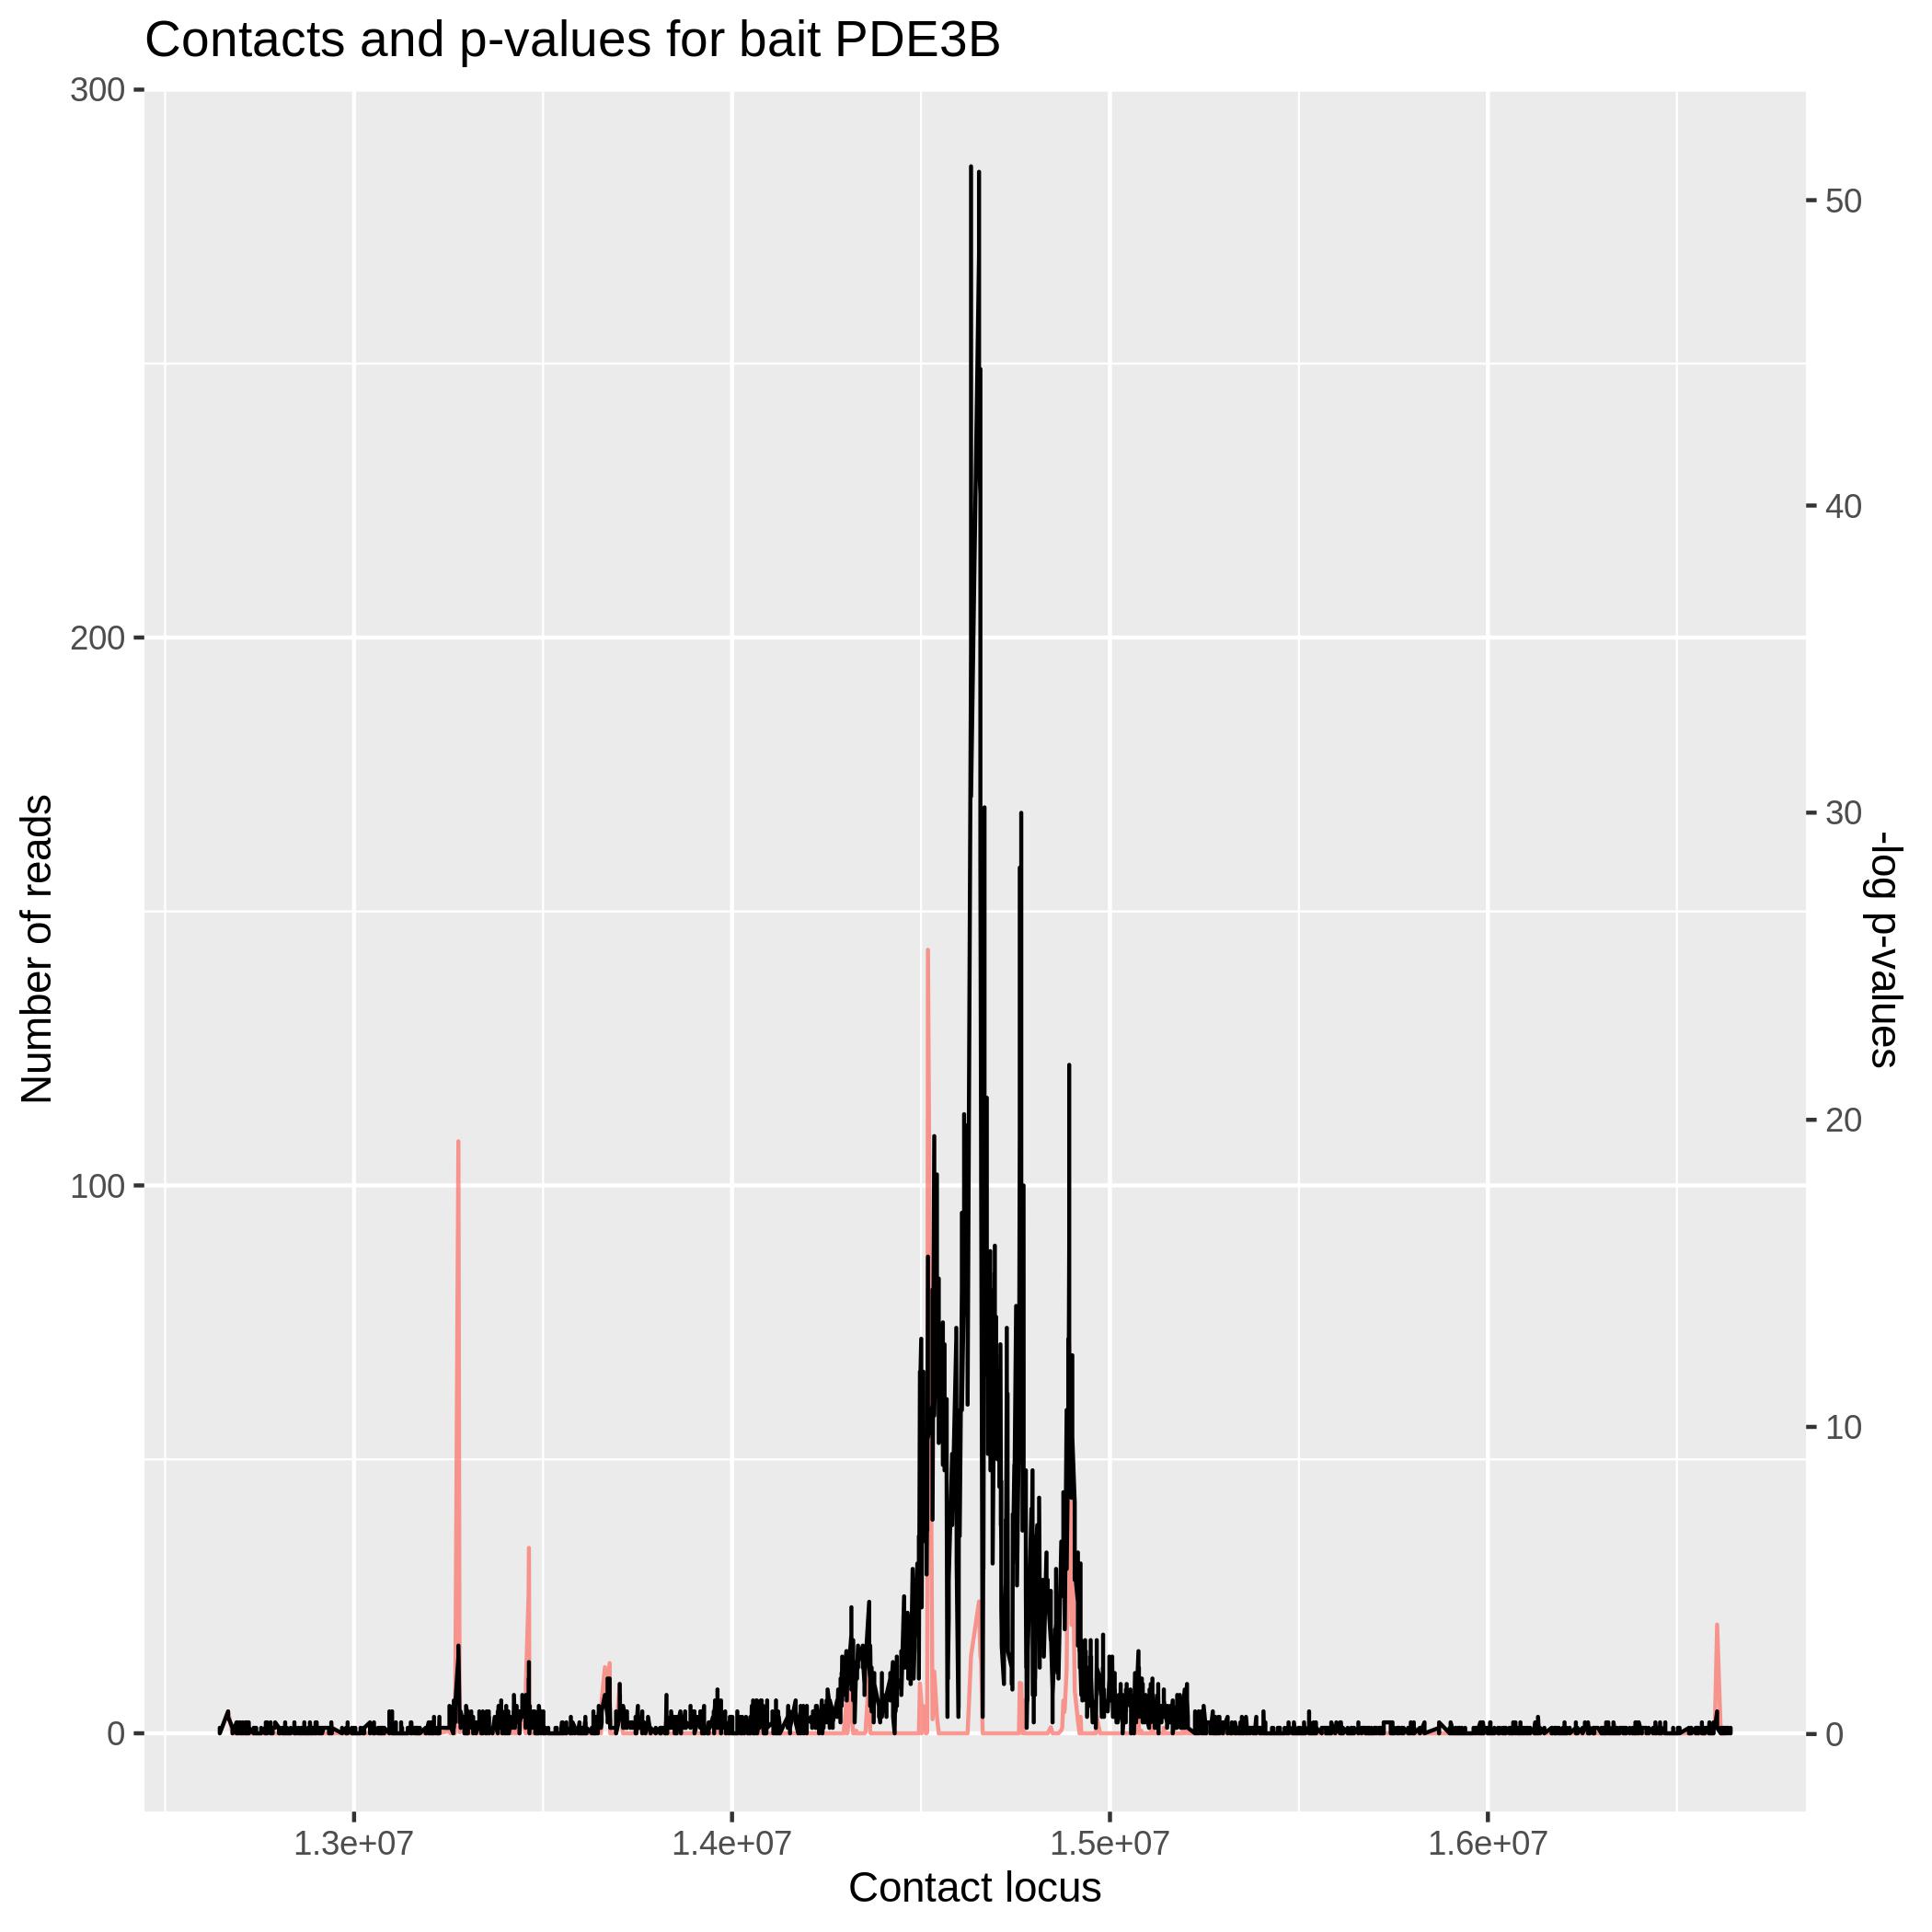 Contacts and p-values for bait PDE3B
300
200
100
0
Number of reads
50
40
30
20
10
0
-log p-values
1.3e+07
1.4e+07
1.5e+07
1.6e+07
Contact locus